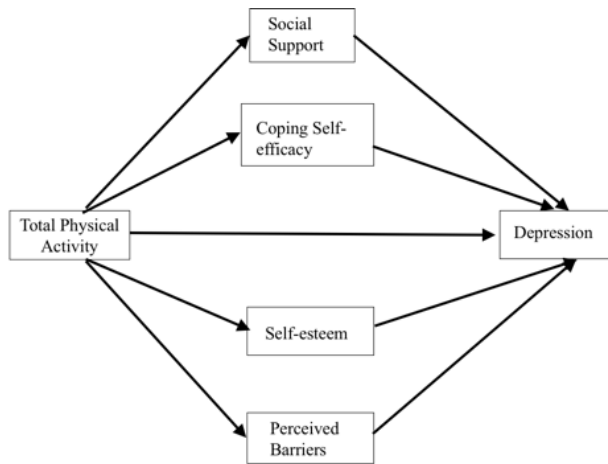 Social
Support
Coping Self-
efficacy
Total Physical
Activity
Depression
Self-esteem
Perceived
Barriers